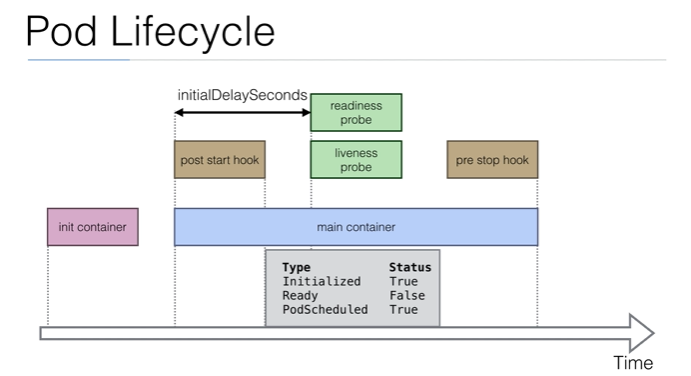 Pod Lifecycle
initialDelaySeconds
readiness
probe
post start hook
liveness
probe
pre stop hook
init container
main container
Type Status
Initialized True
Ready False
PodScheduled True
Time